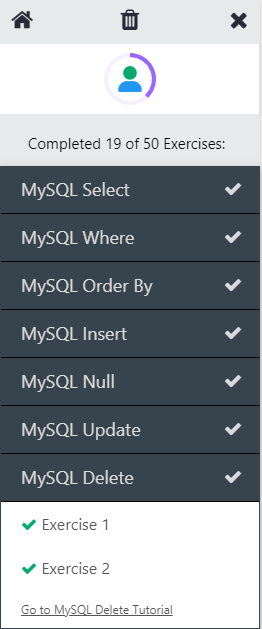 Completed 19 of 50 Exercises:
MySQL Select
MySQL Where
MySQL Order By
MySQL Insert
MySQL Null
MySQL Update
MySQL Delete
Exercise 1
Exercise 2
Go to MySQL Delete Tutorial